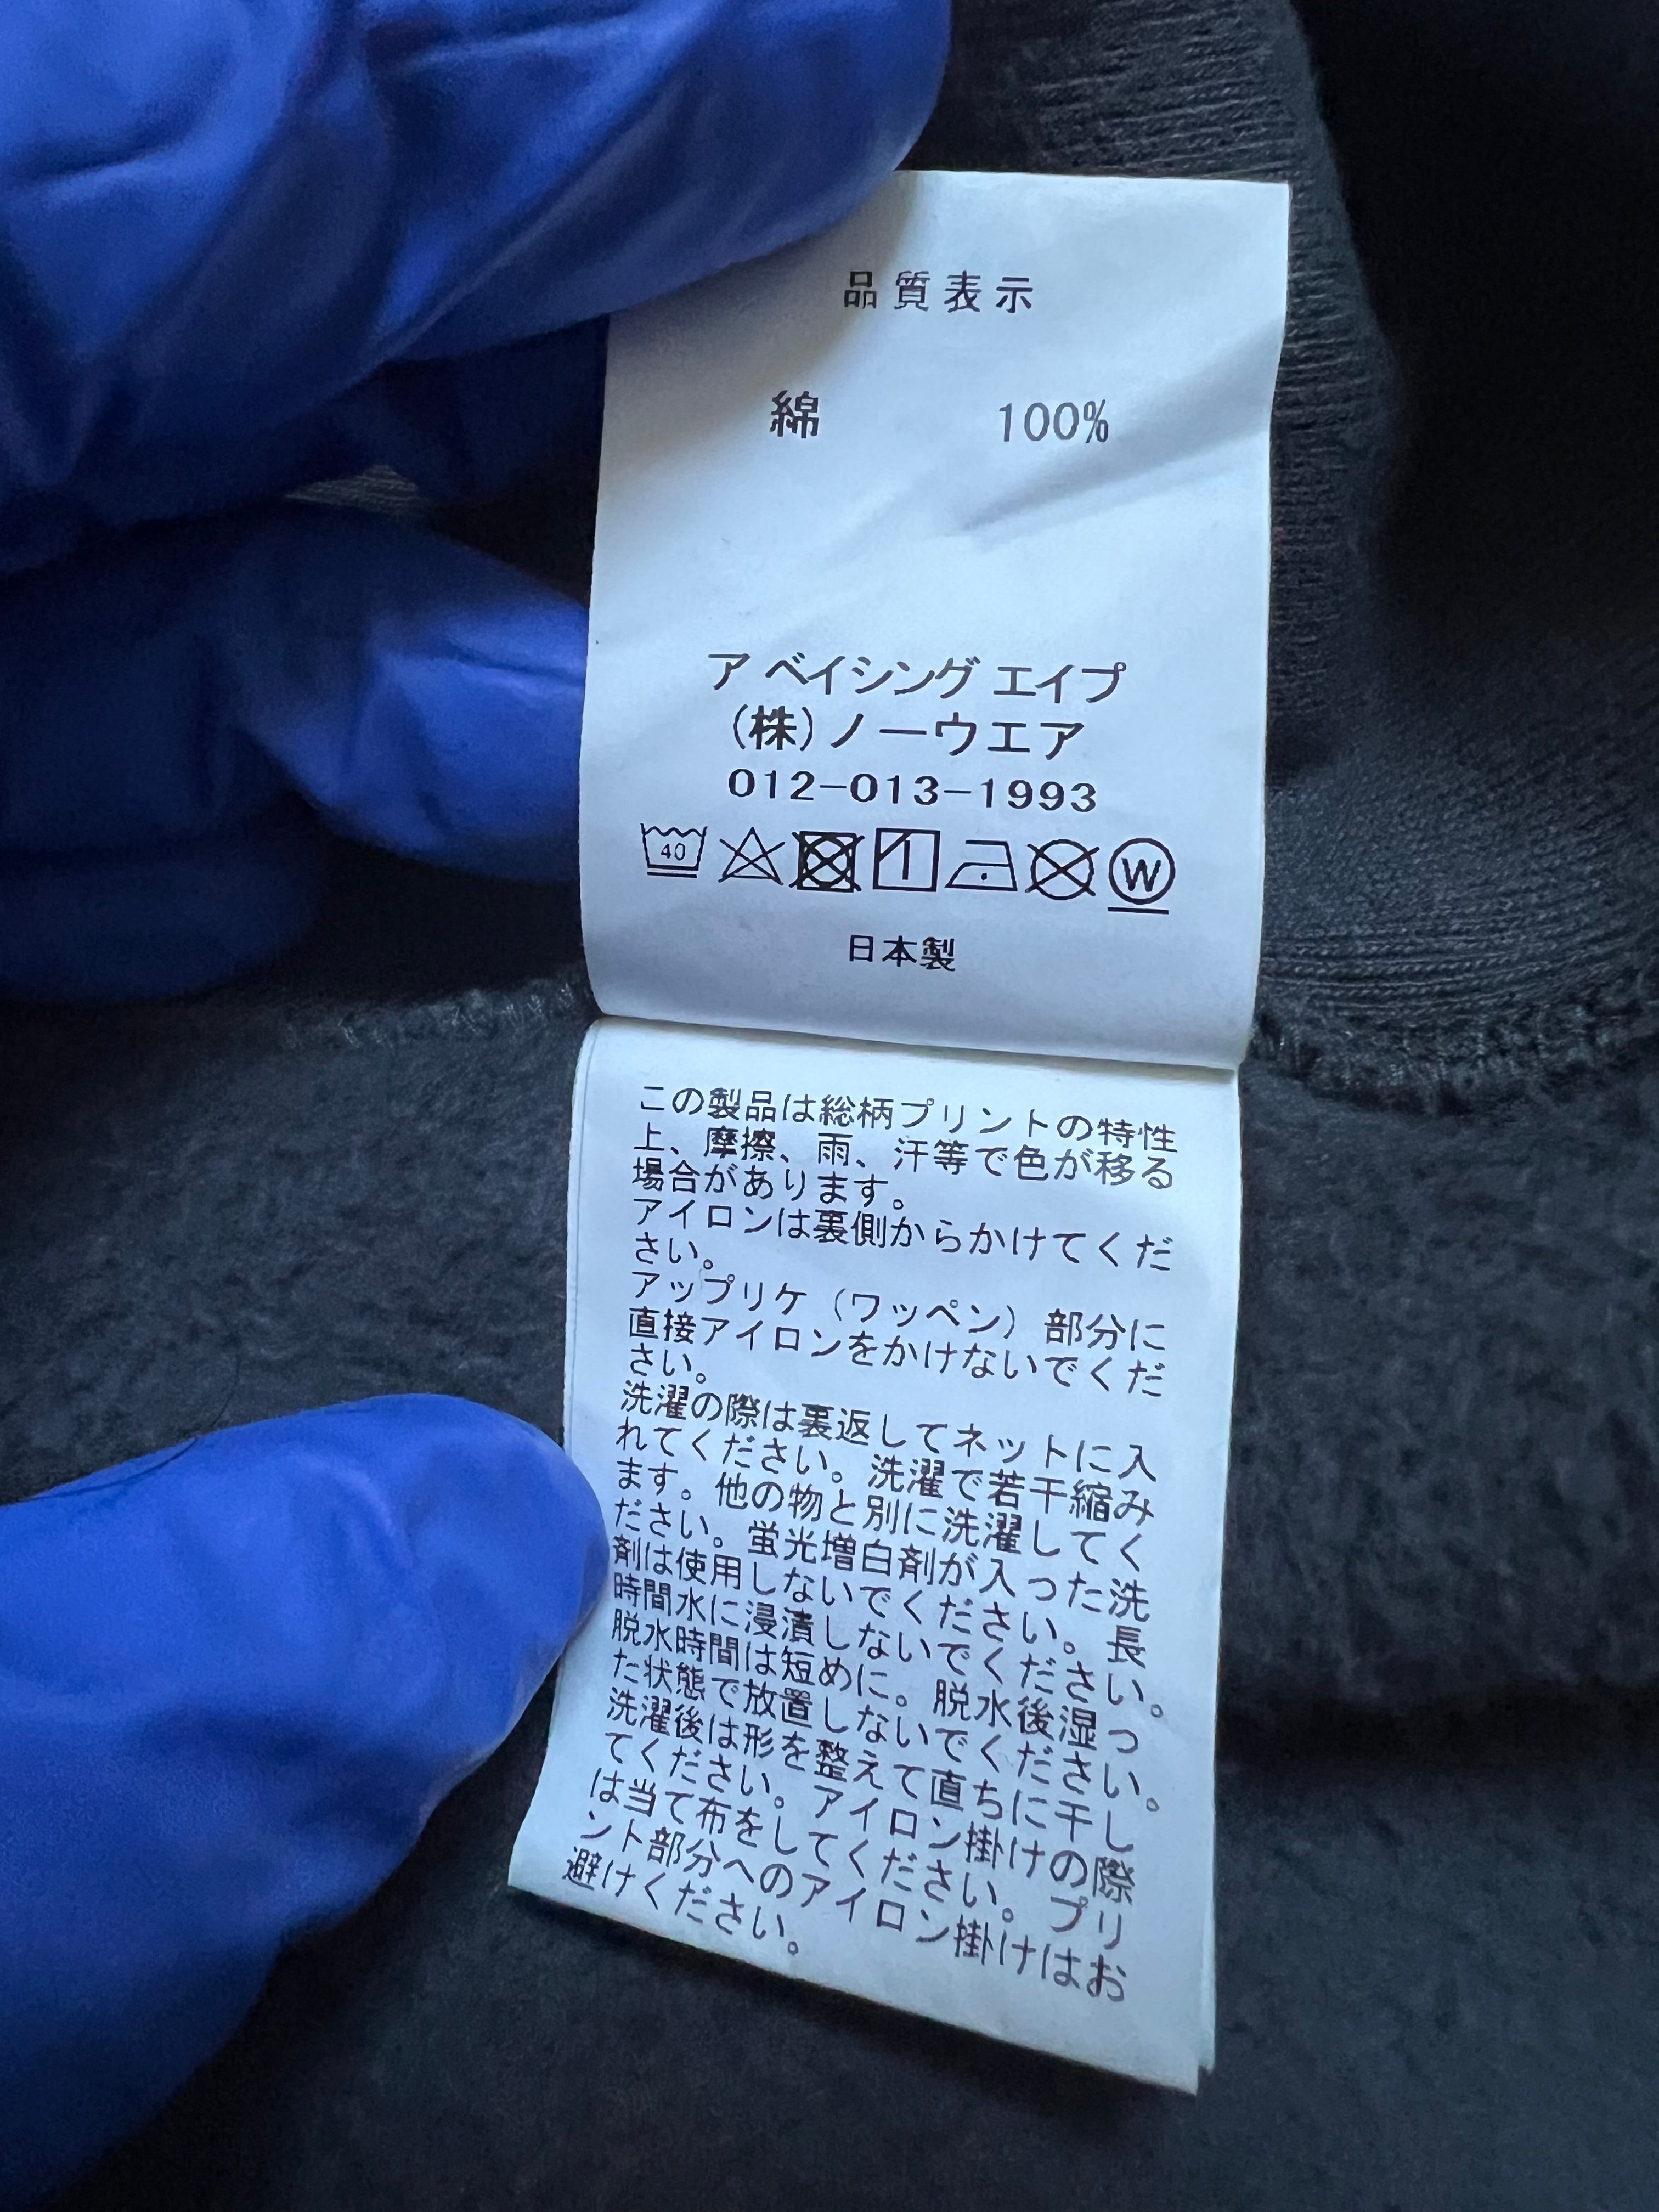 品質表示
綿 100%
ア ベイシング エイプ
(株)ノーウエア
012-013-1993
40
W
日本製
この製品は総柄プリントの特性
上、摩擦、雨、汗等で色が移る
場合があります。
アイロンは裏側からかけてくだ
さい。
アップリケ（ワッペン）部分に
直接アイロンをかけないでくだ
さい。
洗濯の際は裏返してネットに入
れてください。洗濯で若干縮み
ます。他の物と別に洗濯してく
ださい。蛍光増白剤が入った洗
剤は使用しないでください。長
時間水に浸漬しないでください。
脱水時間は短めに。脱水後湿っ
た状態で放置しないでください。
洗濯後は形を整えて直ちに干し
てください。アイロン掛けの際
は当て布をしてください。プリ
ント部分へのアイロン掛けはお
避けください。